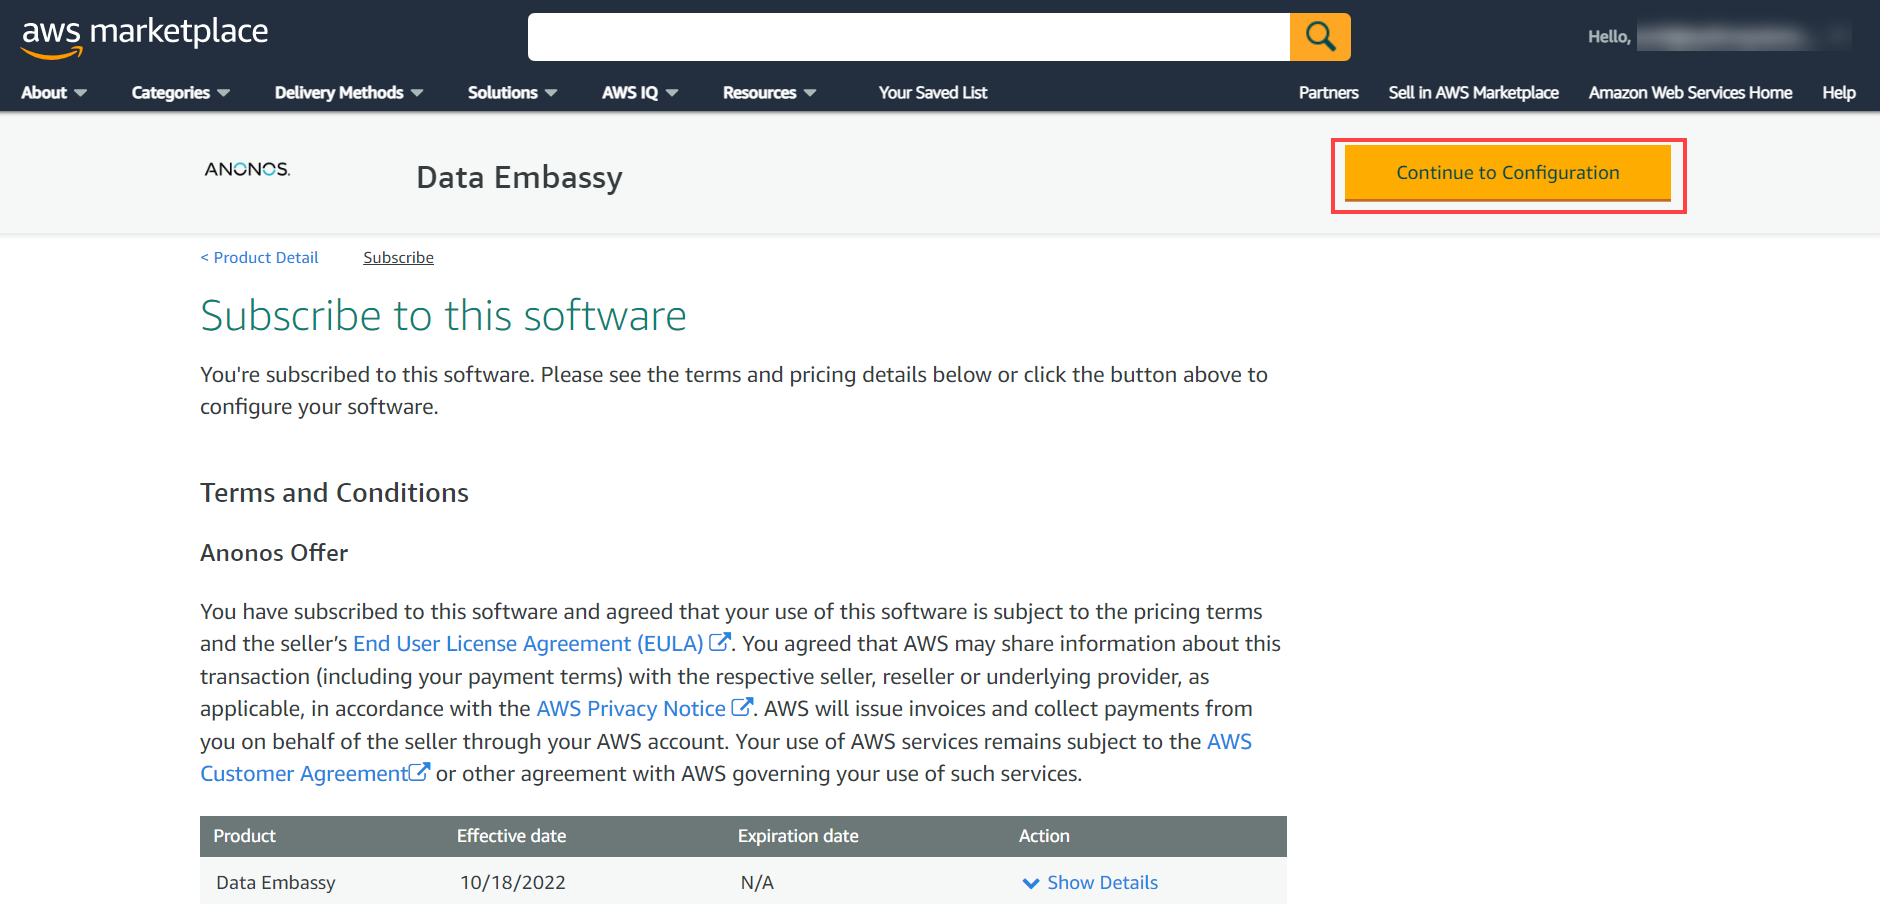 aws marketplace
Hello,
About Categories Delivery Methods Solutions AWS IQ Resources Your Saved List Partners Sell in AWS Marketplace Amazon Web Services Home Help
ANONOS.
Data Embassy
Continue to Configuration
< Product Detail Subscribe
Subscribe to this software
You're subscribed to this software. Please see the terms and pricing details below or click the button above to
configure your software.
Terms and Conditions
Anonos Offer
You have subscribed to this software and agreed that your use of this software is subject to the pricing terms
and the seller’s End User License Agreement (EULA). You agreed that AWS may share information about this
transaction (including your payment terms) with the respective seller, reseller or underlying provider, as
applicable, in accordance with the AWS Privacy Notice. AWS will issue invoices and collect payments from
you on behalf of the seller through your AWS account. Your use of AWS services remains subject to the AWS
Customer Agreement or other agreement with AWS governing your use of such services.
Product Effective date Expiration date Action
Data Embassy 10/18/2022 N/A Show Details